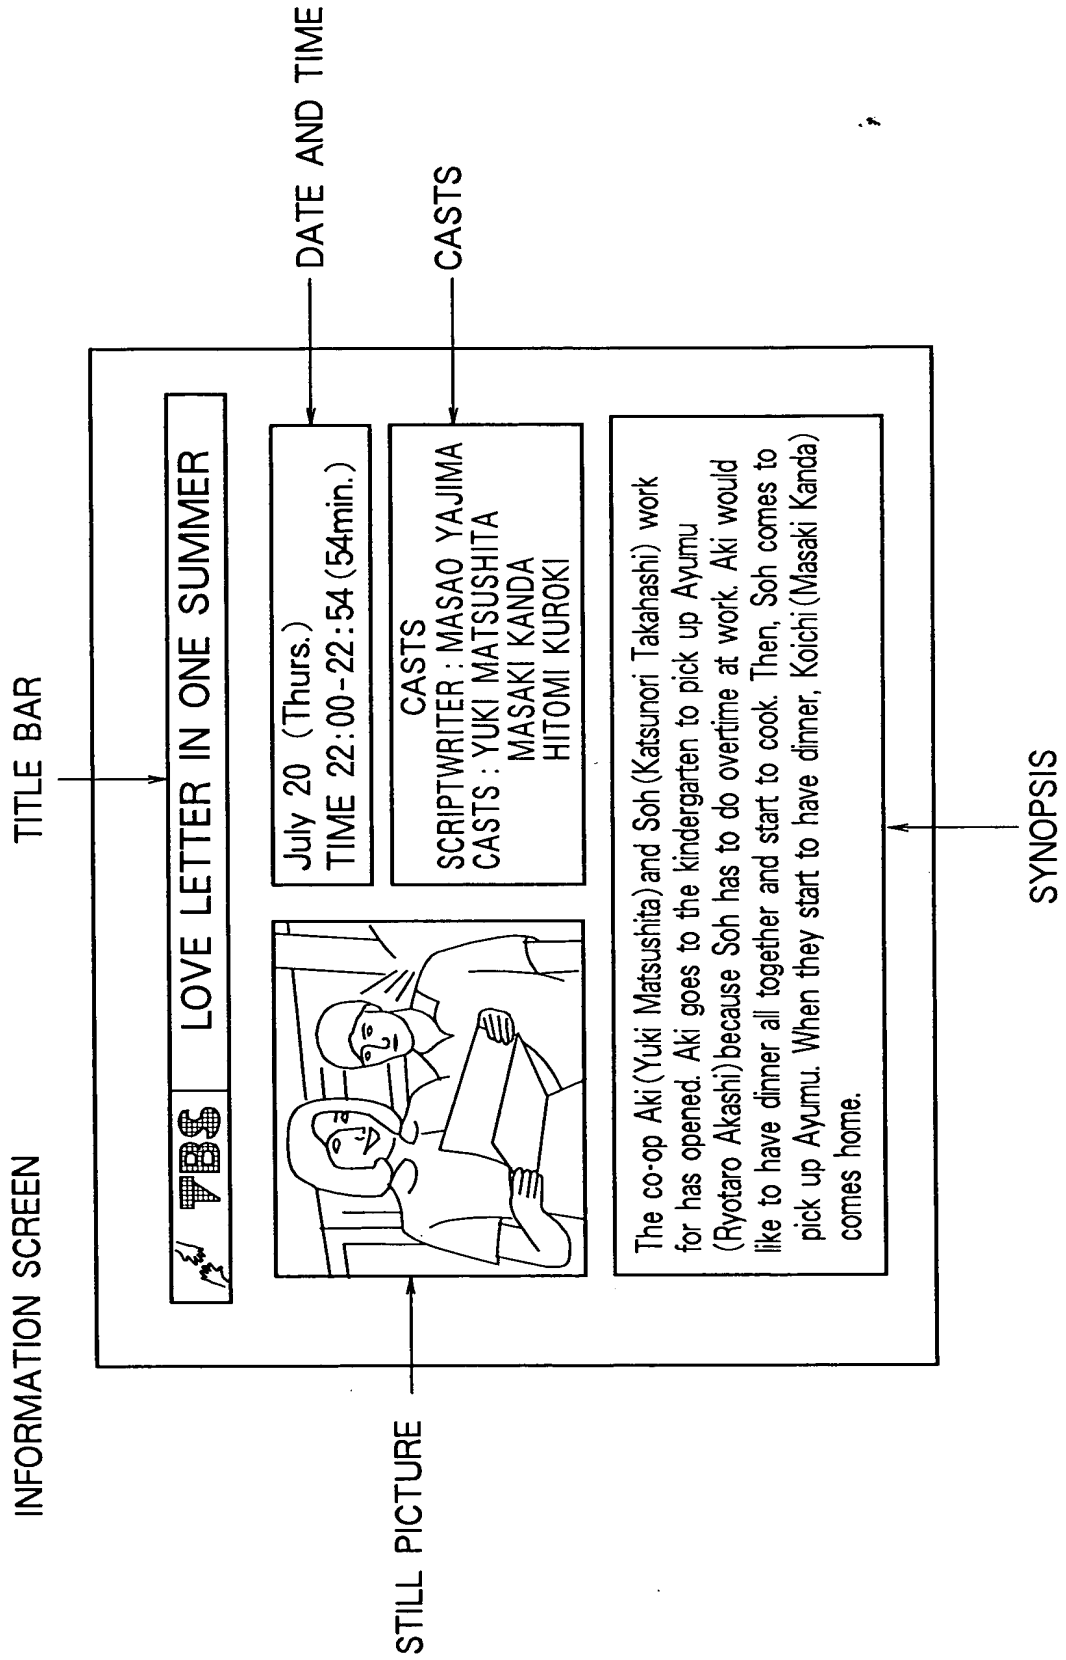 INFORMATION SCREEN
TITLE BAR
TBS LOVE LETTER IN ONE SUMMER
July 20 (Thurs.)
TIME 22:00-22:54 (54min.)
DATE AND TIME
CASTS
SCRIPTWRITER : MASAO YAJIMA
CASTS : YUKI MATSUSHITA
MASAKI KANDA
HITOMI KUROKI
CASTS
STILL PICTURE
The co-op Aki (Yuki Matsushita) and Soh (Katsunori Takahashi) work
for has opened. Aki goes to the kindergarten to pick up Ayumu
(Ryotaro Akashi) because Soh has to do overtime at work. Aki would
like to have dinner all together and start to cook. Then, Soh comes to
pick up Ayumu. When they start to have dinner, Koichi (Masaki Kanda)
comes home.
SYNOPSIS